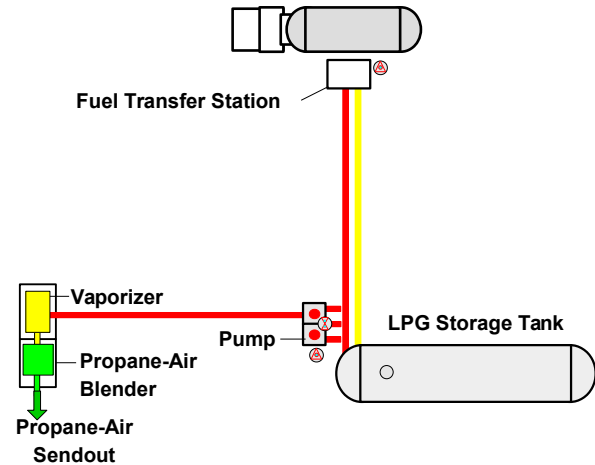 Fuel Transfer Station
Vaporizer
LPG Storage Tank
Pump
Propane-Air
Blender
Propane-Air
Sendout